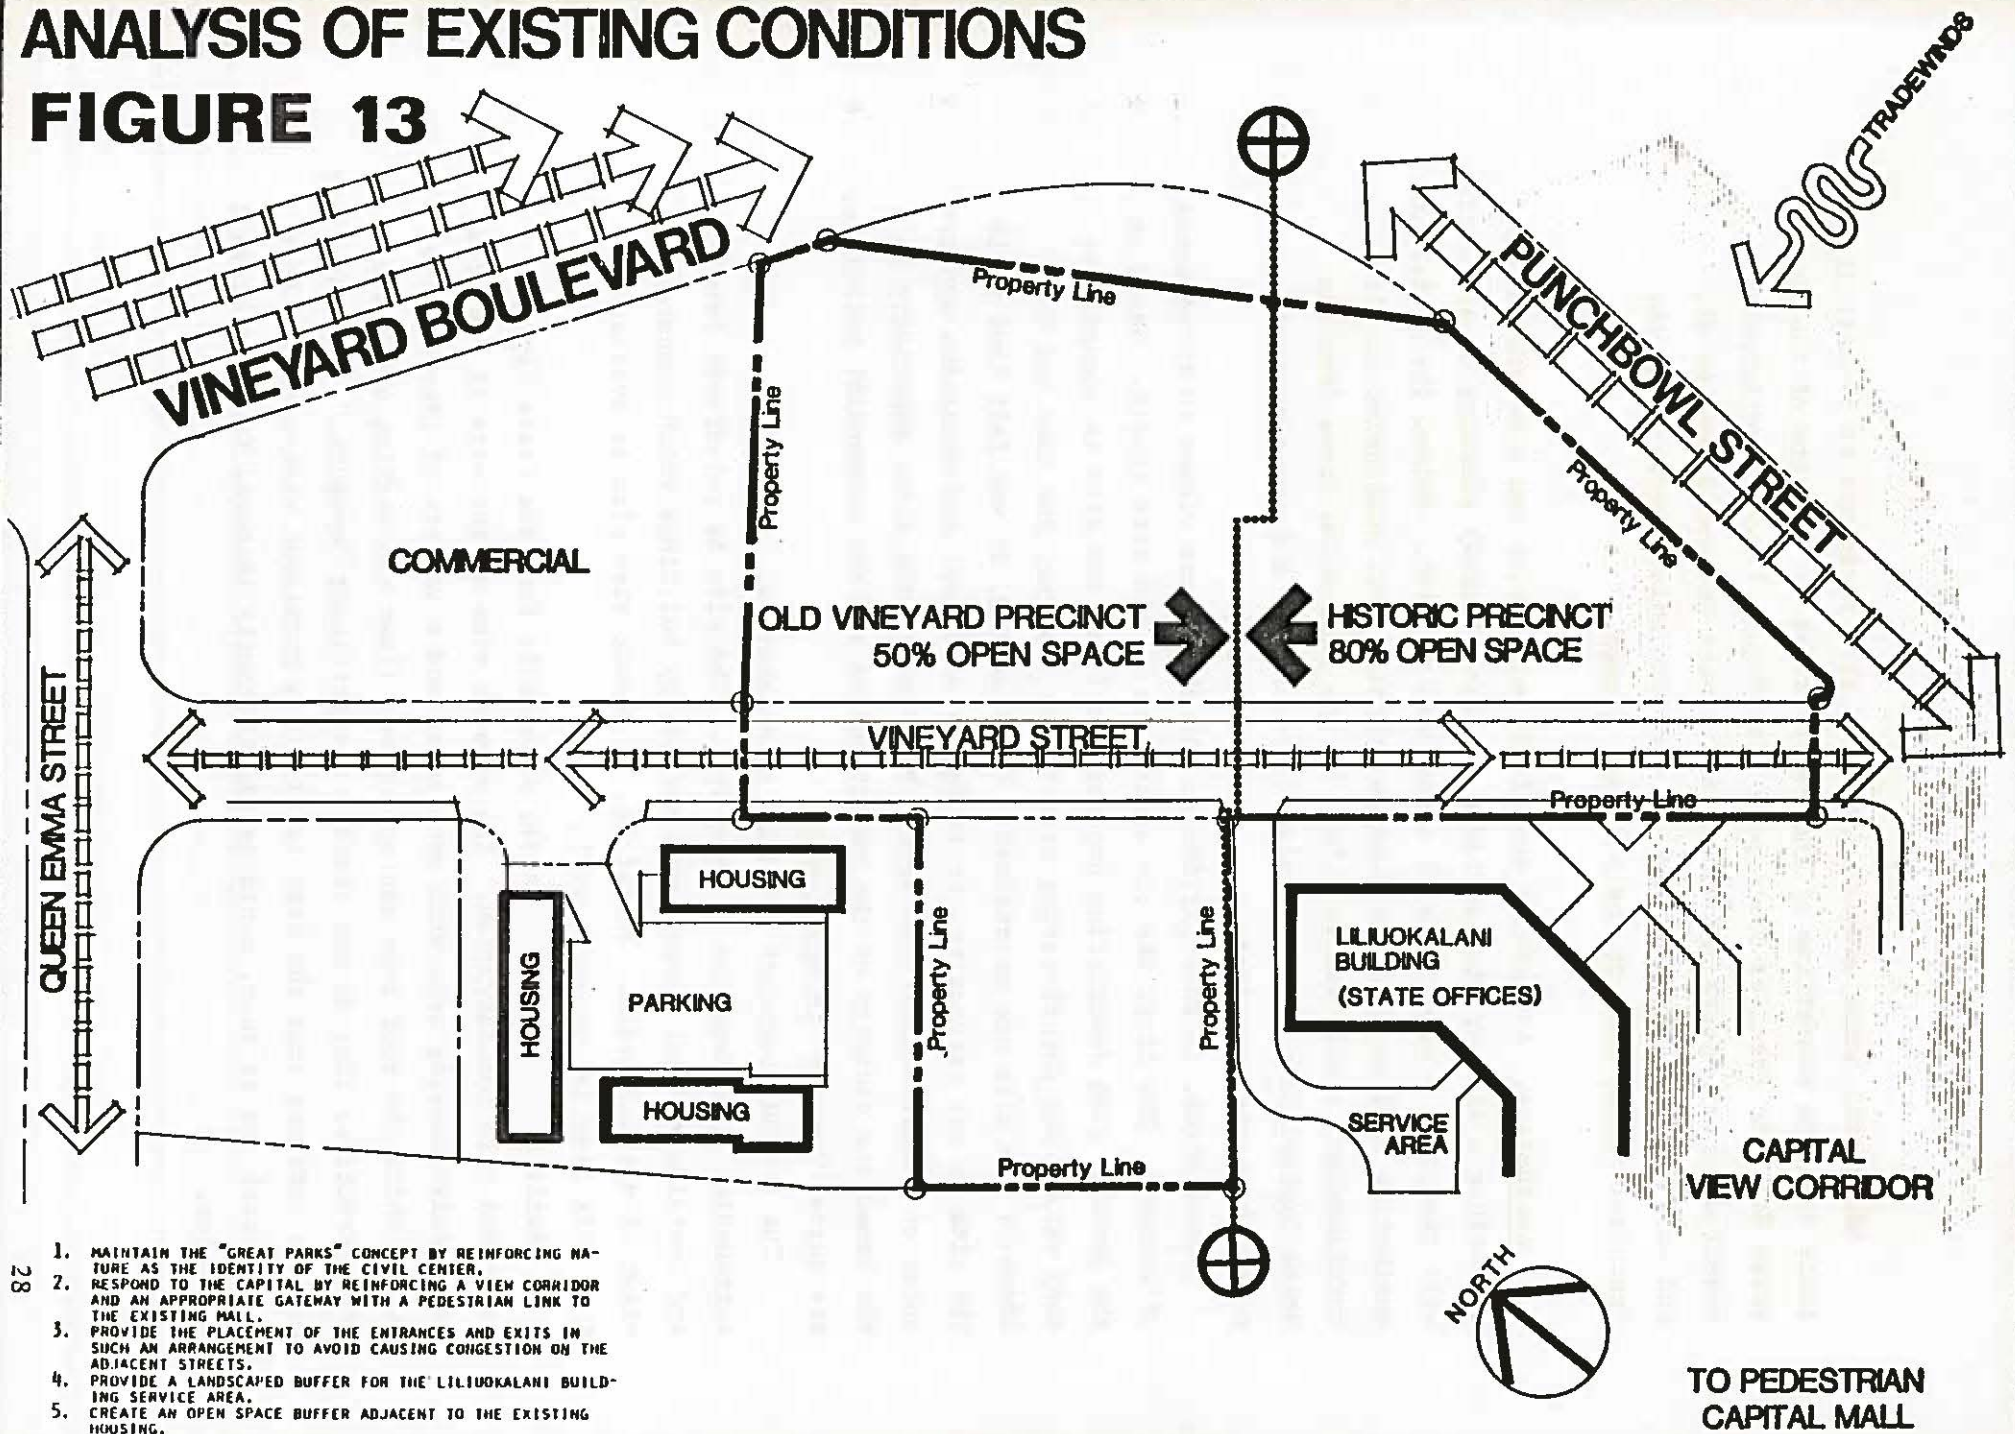 ANALYSIS OF EXISTING CONDITIONS
FIGURE 13
TRADEWINDS
VINEYARD BOULEVARD
PUNCHBOWL STREET
Property Line
Property Line
Property Line
COMMERCIAL
OLD VINEYARD PRECINCT
50% OPEN SPACE
HISTORIC PRECINCT
80% OPEN SPACE
QUEEN EMMA STREET
VINEYARD STREET
Property Line
HOUSING
HOUSING
PARKING
HOUSING
Property Line
Property Line
Property Line
LILIUOKALANI
BUILDING
(STATE OFFICES)
SERVICE
AREA
CAPITAL
VIEW CORRIDOR
NORTH
TO PEDESTRIAN
CAPITAL MALL
1. MAINTAIN THE "GREAT PARKS" CONCEPT BY REINFORCING NA-
TURE AS THE IDENTITY OF THE CIVIL CENTER.
2. RESPOND TO THE CAPITAL BY REINFORCING A VIEW CORRIDOR
AND AN APPROPRIATE GATEWAY WITH A PEDESTRIAN LINK TO
THE EXISTING MALL.
3. PROVIDE THE PLACEMENT OF THE ENTRANCES AND EXITS IN
SUCH AN ARRANGEMENT TO AVOID CAUSING CONGESTION ON THE
ADJACENT STREETS.
4. PROVIDE A LANDSCAPED BUFFER FOR THE LILIUOKALANI BUILD-
ING SERVICE AREA.
5. CREATE AN OPEN SPACE BUFFER ADJACENT TO THE EXISTING
HOUSING.
28